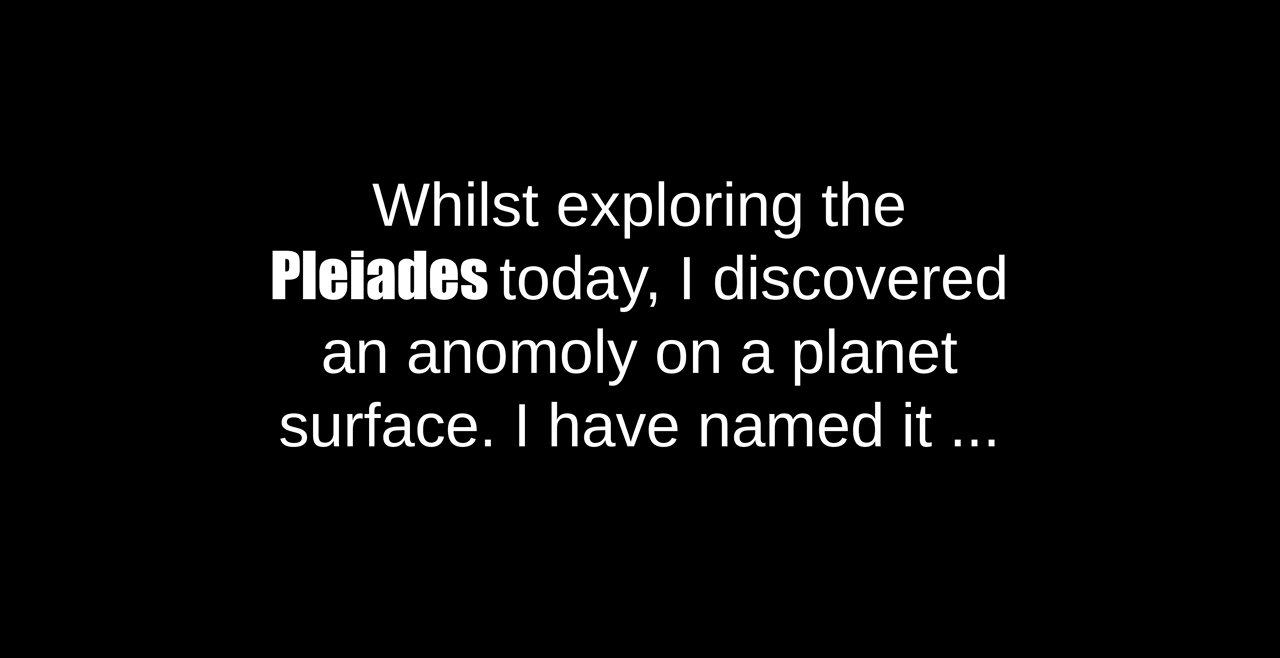 Whilst exploring the
Pleiades today, I discovered
an anomoly on a planet
surface. I have named it ...